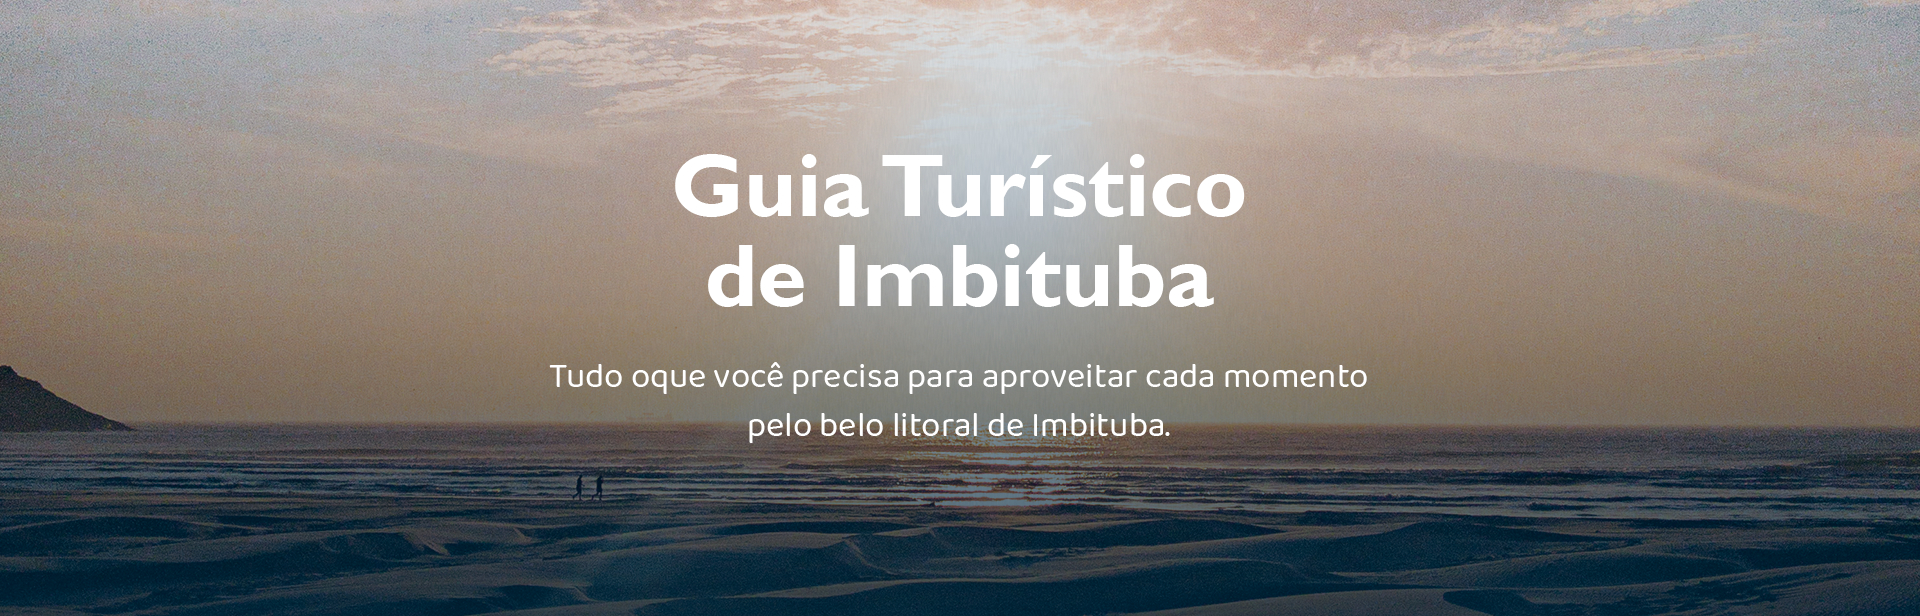 Guia Turístico
de Imbituba
Tudo oque você precisa para aproveitar cada momento
pelo belo litoral de Imbituba.